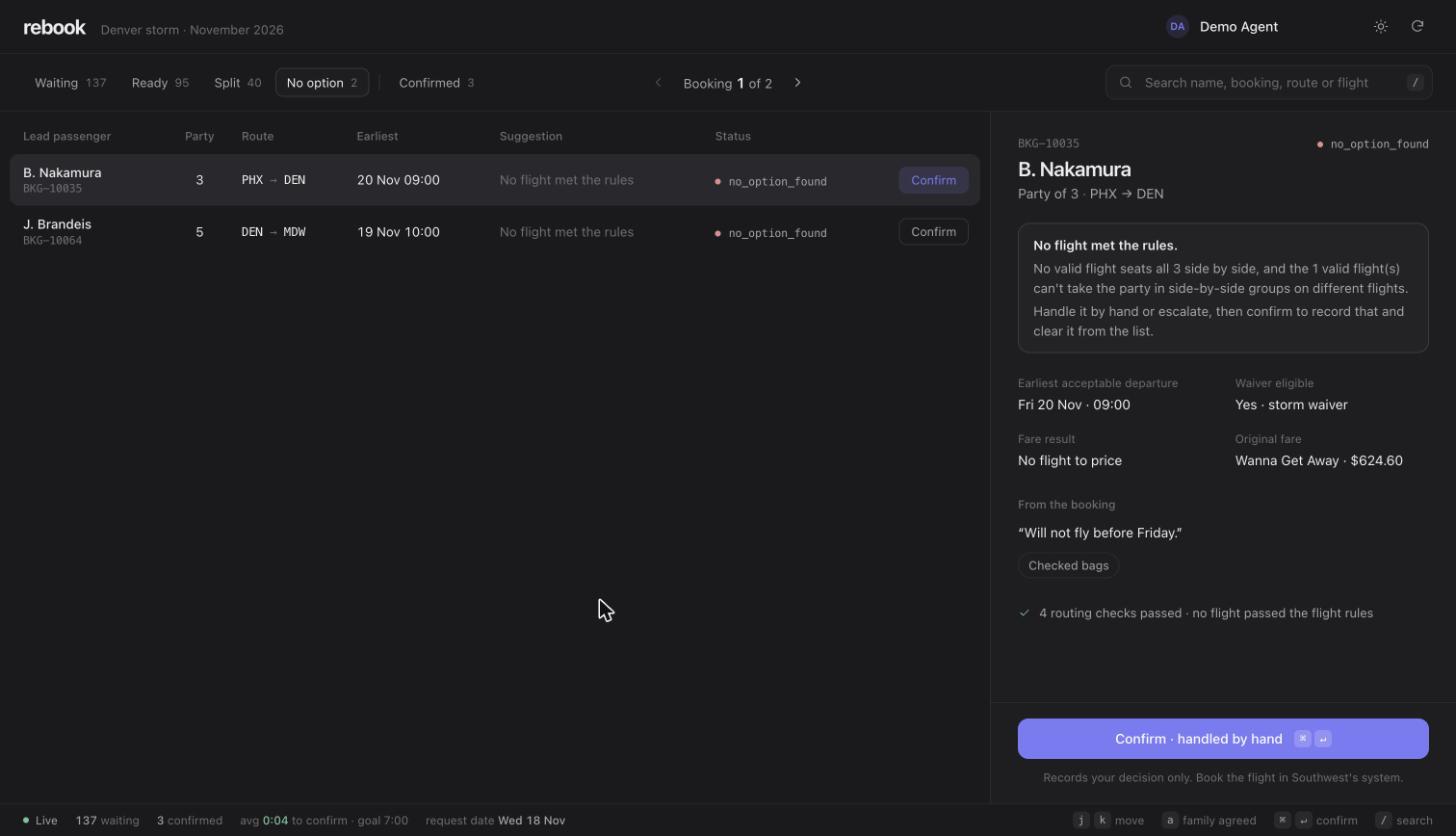 rebook Denver storm · November 2026
DA Demo Agent
Waiting 137 Ready 95 Split 40 No option 2 Confirmed 3
Booking 1 of 2
Search name, booking, route or flight /
Lead passenger Party Route Earliest Suggestion Status
B. Nakamura
BKG-10035
3 PHX → DEN 20 Nov 09:00 No flight met the rules no_option_found Confirm
J. Brandeis
BKG-10064
5 DEN → MDW 19 Nov 10:00 No flight met the rules no_option_found Confirm
BKG-10035 no_option_found
B. Nakamura
Party of 3 · PHX → DEN
No flight met the rules.
No valid flight seats all 3 side by side, and the 1 valid flight(s)
can't take the party in side-by-side groups on different flights.
Handle it by hand or escalate, then confirm to record that and
clear it from the list.
Earliest acceptable departure Waiver eligible
Fri 20 Nov · 09:00 Yes · storm waiver
Fare result Original fare
No flight to price Wanna Get Away · $624.60
From the booking
“Will not fly before Friday.”
Checked bags
✓ 4 routing checks passed · no flight passed the flight rules
Confirm · handled by hand ⌘ ↵
Records your decision only. Book the flight in Southwest's system.
Live 137 waiting 3 confirmed avg 0:04 to confirm · goal 7:00 request date Wed 18 Nov
j k move a family agreed ⌘ ↵ confirm / search